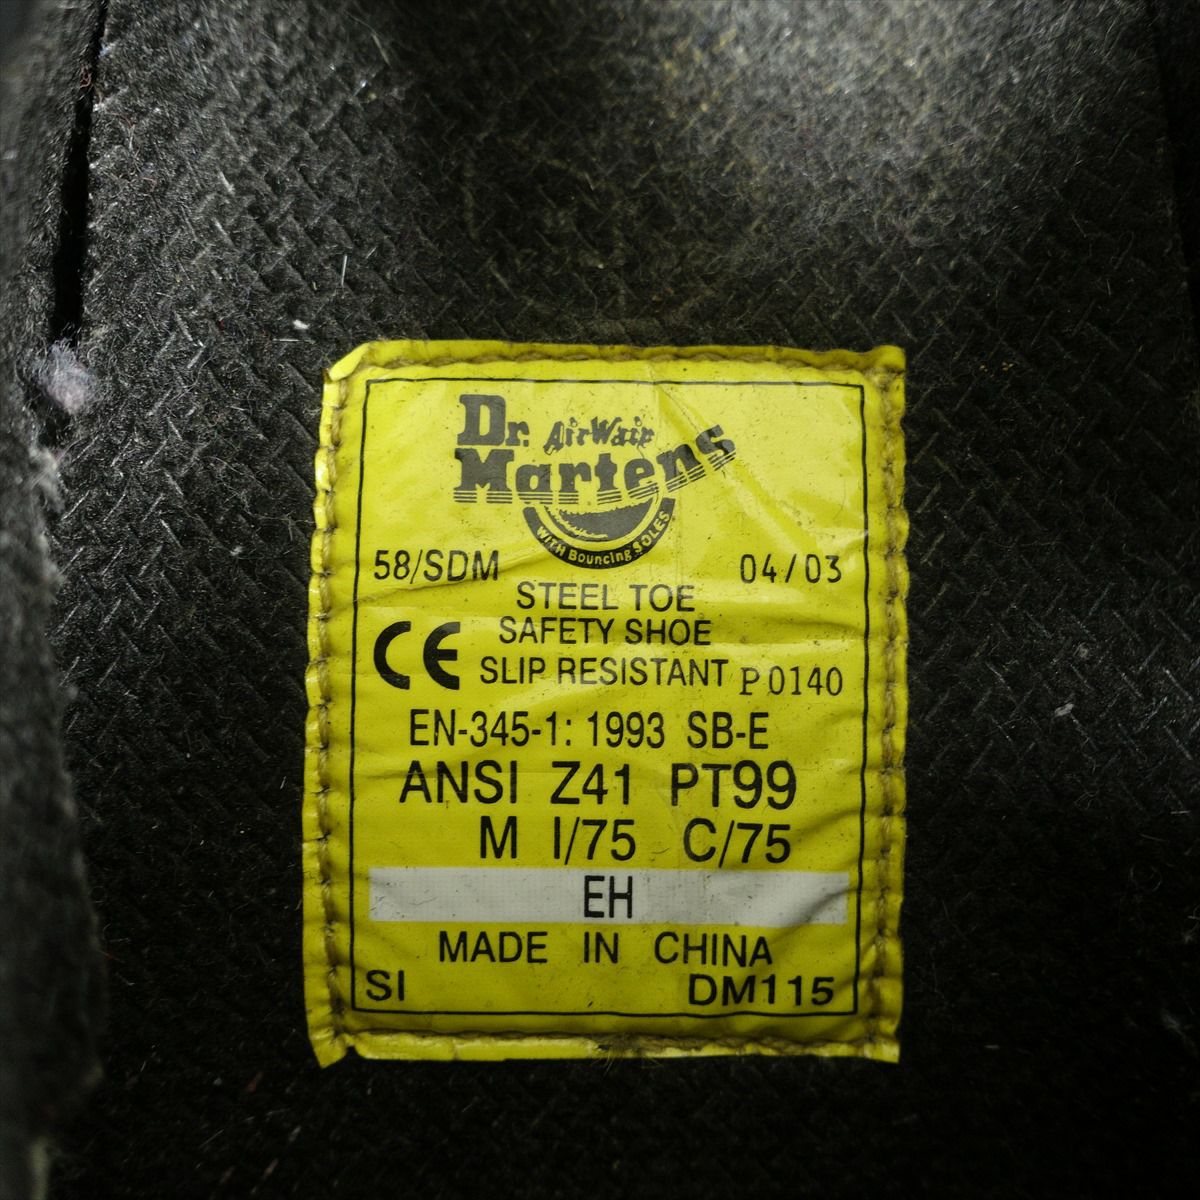 Dr. AirWair
Martens
WITH Bouncing SOLES
58/SDM 04/03
STEEL TOE
SAFETY SHOE
CE SLIP RESISTANT P0140
EN-345-1: 1993 SB-E
ANSI Z41 PT99
M I/75 C/75
EH
MADE IN CHINA
SI DM115